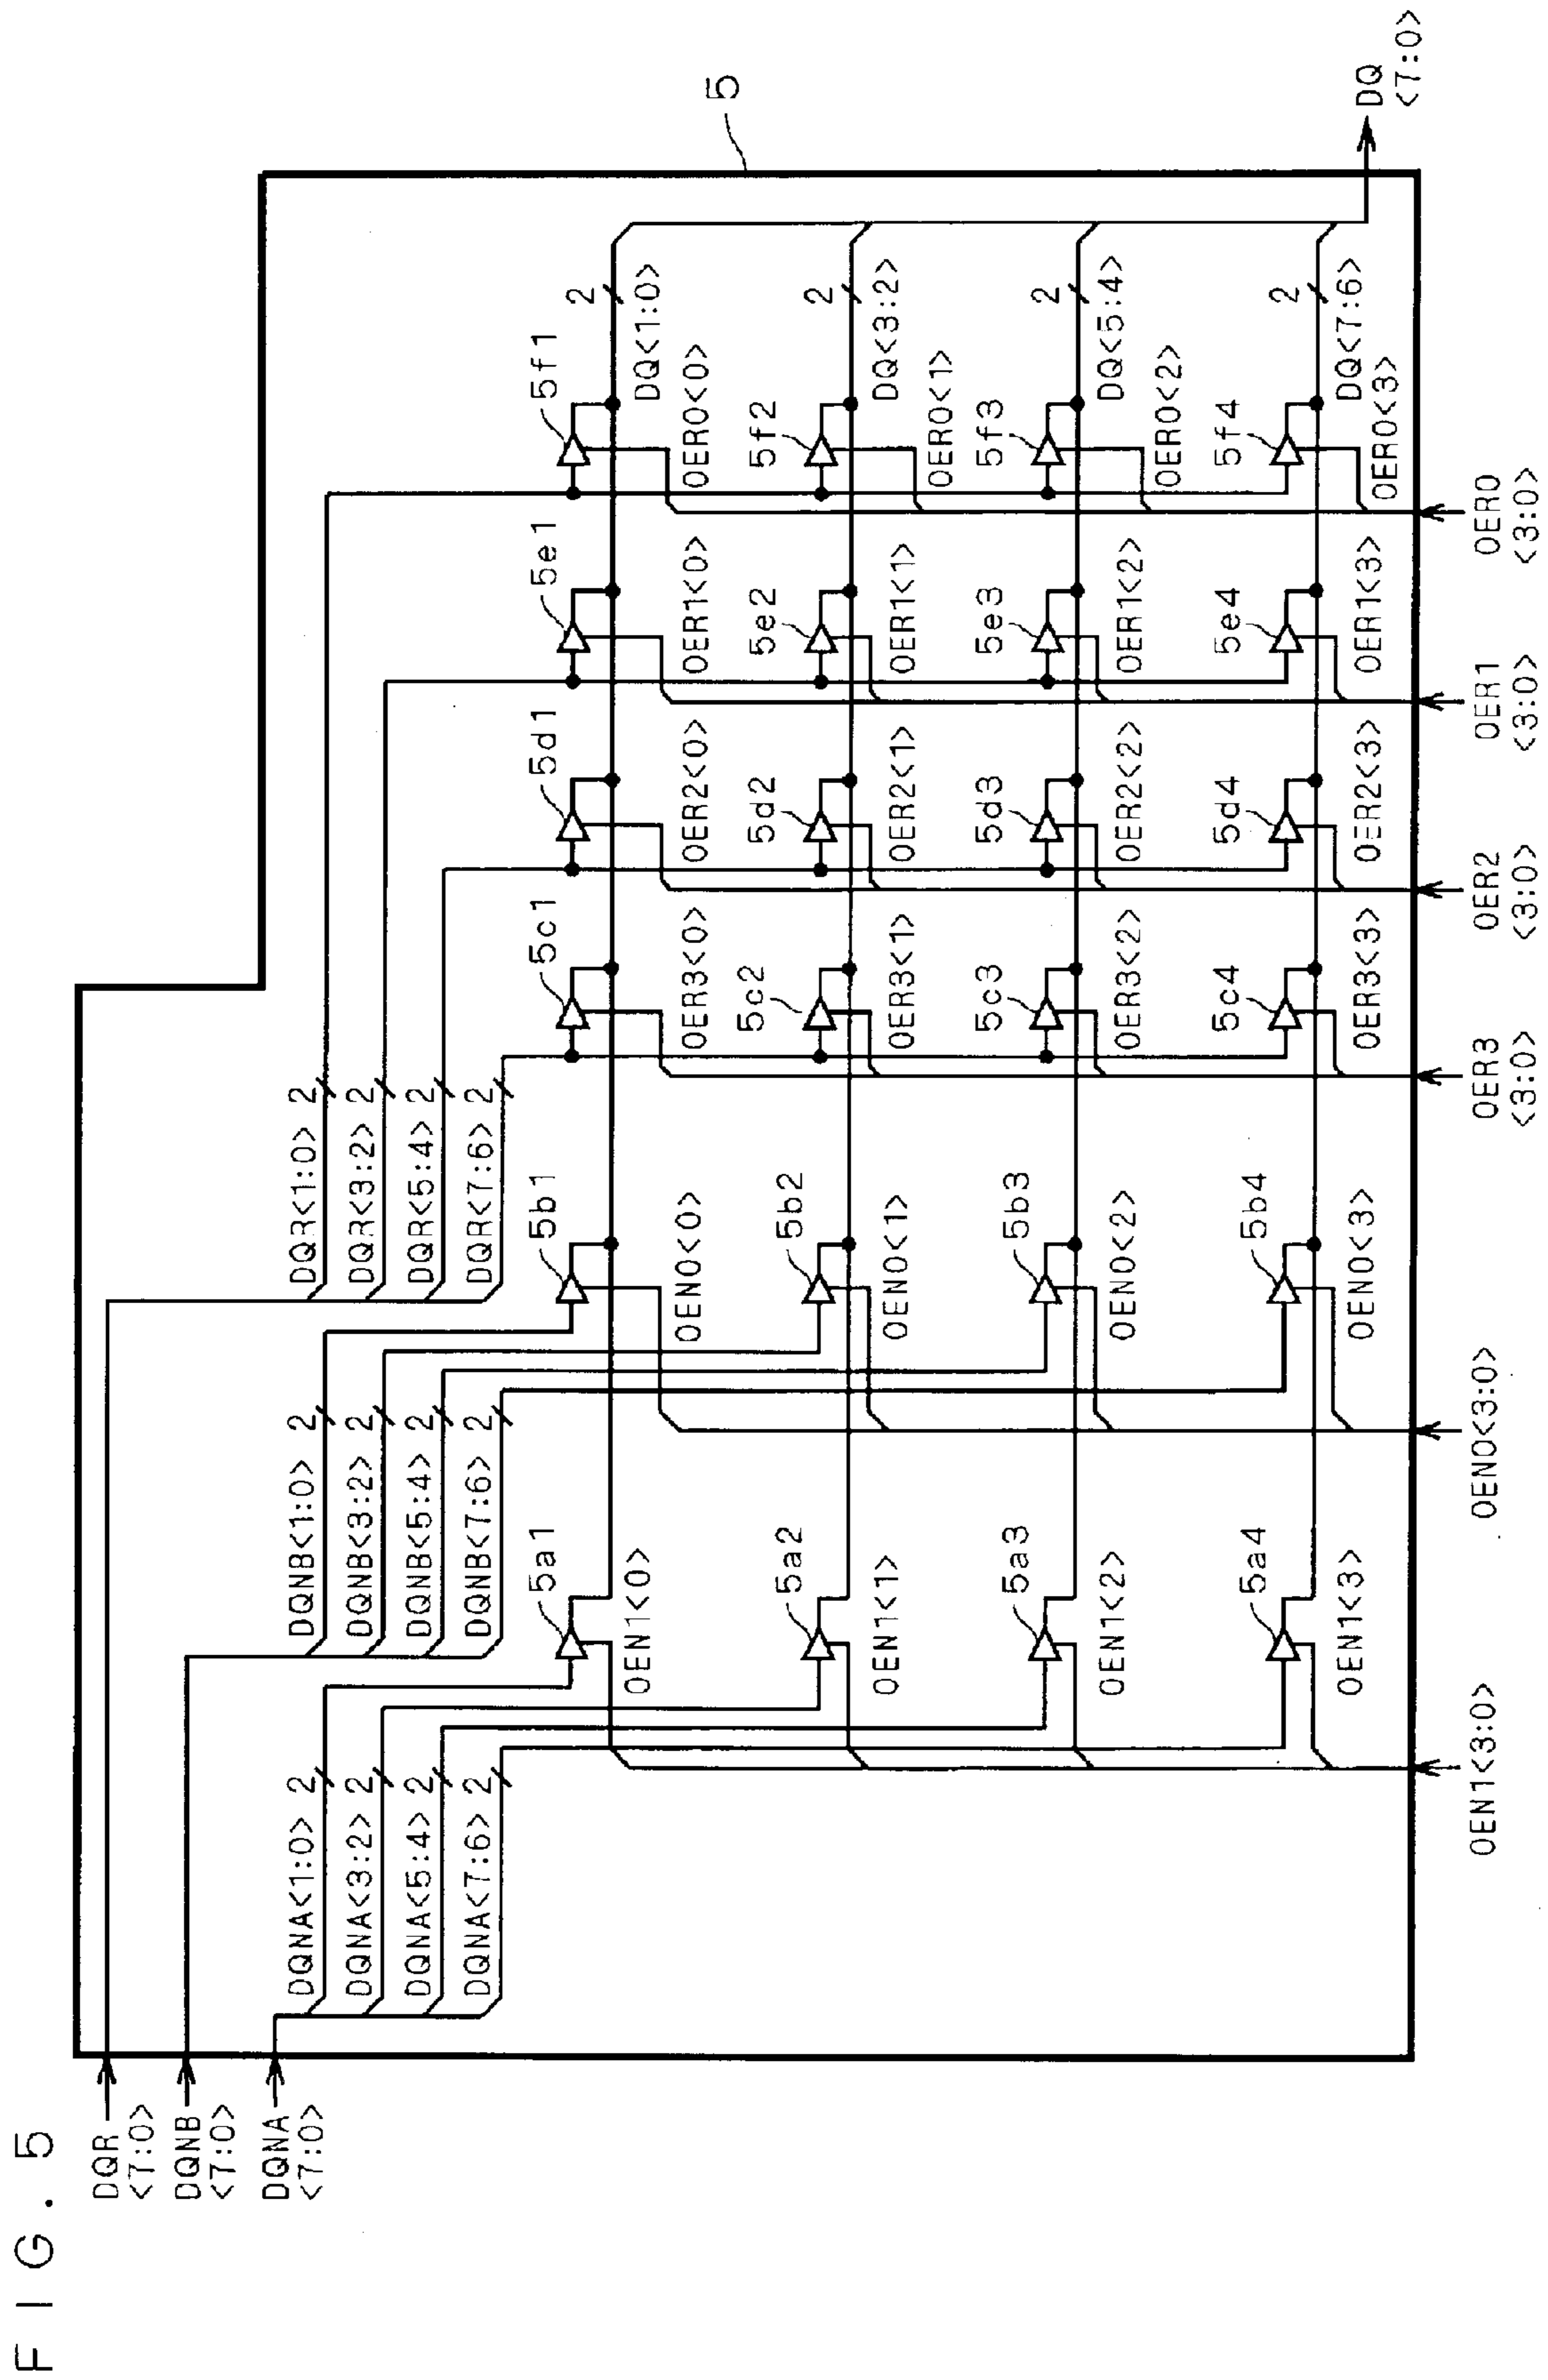 FIG. 5
DQR
<7:0>
DQNB
<7:0>
DQNA
<7:0>
5
DQNA<1:0> 2
DQNA<3:2> 2
DQNA<5:4> 2
DQNA<7:6> 2
DQNB<1:0> 2
DQNB<3:2> 2
DQNB<5:4> 2
DQNB<7:6> 2
DQR<1:0> 2
DQR<3:2> 2
DQR<5:4> 2
DQR<7:6> 2
5a1
5b1
5c1
5d1
5e1
5f1
2
OEN1<0>
OEN0<0>
OER3<0>
OER2<0>
OER1<0>
OER0<0>
DQ<1:0>
5a2
5b2
5c2
5d2
5e2
5f2
2
OEN1<1>
OEN0<1>
OER3<1>
OER2<1>
OER1<1>
OER0<1>
DQ<3:2>
5a3
5b3
5c3
5d3
5e3
5f3
2
OEN1<2>
OEN0<2>
OER3<2>
OER2<2>
OER1<2>
OER0<2>
DQ<5:4>
5a4
5b4
5c4
5d4
5e4
5f4
2
OEN1<3>
OEN0<3>
OER3<3>
OER2<3>
OER1<3>
OER0<3>
DQ<7:6>
DQ
<7:0>
OEN1<3:0>
OEN0<3:0>
OER3
<3:0>
OER2
<3:0>
OER1
<3:0>
OER0
<3:0>